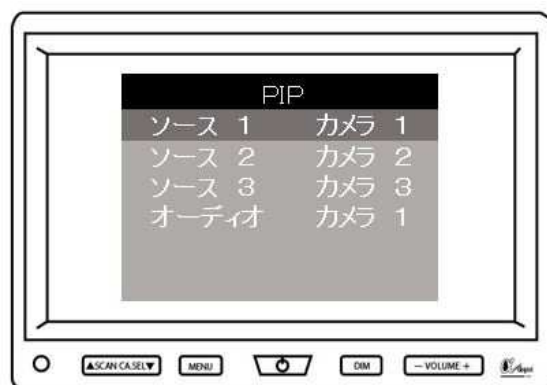 PIP
ソース 1 カメラ 1
ソース 2 カメラ 2
ソース 3 カメラ 3
オーディオ カメラ 1
▲SCAN CA.SEL▼ MENU DIM − VOLUME +